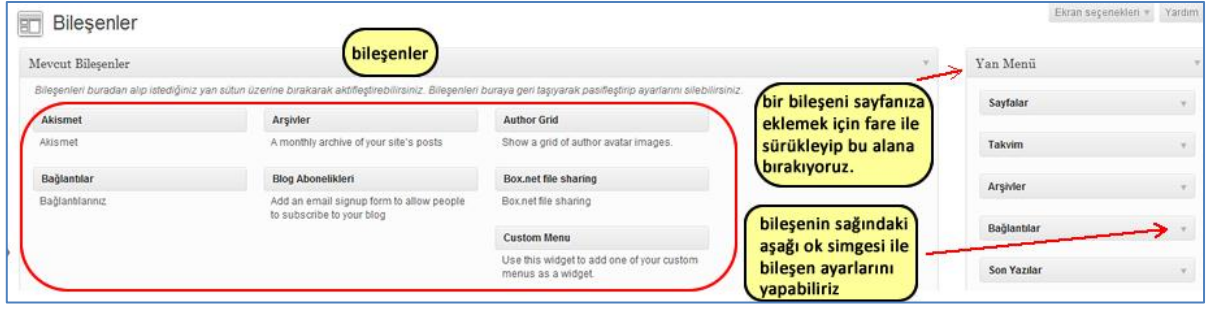 Bileşenler
Ekran seçenekleri
Yardım
bileşenler
Mevcut Bileşenler
Bileşenleri buradan alıp istediğiniz yan sütun üzerine bırakarak aktifleştirebilirsiniz. Bileşenleri buraya geri taşıyarak pasifleştirip ayarlarını silebilirsiniz.
Akismet
Arşivler
Author Grid
Akismet
A monthly archive of your site's posts
Show a grid of author avatar images.
Bağlantılar
Blog Abonelikleri
Box.net file sharing
Bağlantılarınız
Add an email signup form to allow people
to subscribe to your blog
Box.net file sharing
Custom Menu
Use this widget to add one of your custom
menus as a widget.
bir bileşeni sayfanıza
eklemek için fare ile
sürükleyip bu alana
bırakıyoruz.
bileşenin sağındaki
aşağı ok simgesi ile
bileşen ayarlarını
yapabiliriz
Yan Menü
Sayfalar
Takvim
Arşivler
Bağlantılar
Son Yazılar